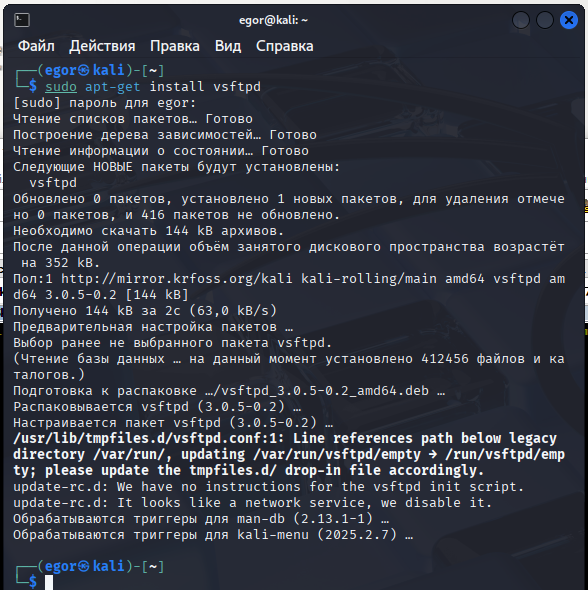 egor@kali: ~
Файл Действия Правка Вид Справка
┌──(egor㉿kali)-[~]
└─$ sudo apt-get install vsftpd
[sudo] пароль для egor:
Чтение списков пакетов… Готово
Построение дерева зависимостей… Готово
Чтение информации о состоянии… Готово
Следующие НОВЫЕ пакеты будут установлены:
  vsftpd
Обновлено 0 пакетов, установлено 1 новых пакетов, для удаления отмече
но 0 пакетов, и 416 пакетов не обновлено.
Необходимо скачать 144 kB архивов.
После данной операции объём занятого дискового пространства возрастёт
 на 352 kB.
Пол:1 http://mirror.krfoss.org/kali kali-rolling/main amd64 vsftpd am
d64 3.0.5-0.2 [144 kB]
Получено 144 kB за 2с (63,0 kB/s)
Предварительная настройка пакетов …
Выбор ранее не выбранного пакета vsftpd.
(Чтение базы данных … на данный момент установлено 412456 файлов и ка
талогов.)
Подготовка к распаковке …/vsftpd_3.0.5-0.2_amd64.deb …
Распаковывается vsftpd (3.0.5-0.2) …
Настраивается пакет vsftpd (3.0.5-0.2) …
/usr/lib/tmpfiles.d/vsftpd.conf:1: Line references path below legacy
directory /var/run/, updating /var/run/vsftpd/empty → /run/vsftpd/emp
ty; please update the tmpfiles.d/ drop-in file accordingly.
update-rc.d: We have no instructions for the vsftpd init script.
update-rc.d: It looks like a network service, we disable it.
Обрабатываются триггеры для man-db (2.13.1-1) …
Обрабатываются триггеры для kali-menu (2025.2.7) …
┌──(egor㉿kali)-[~]
└─$